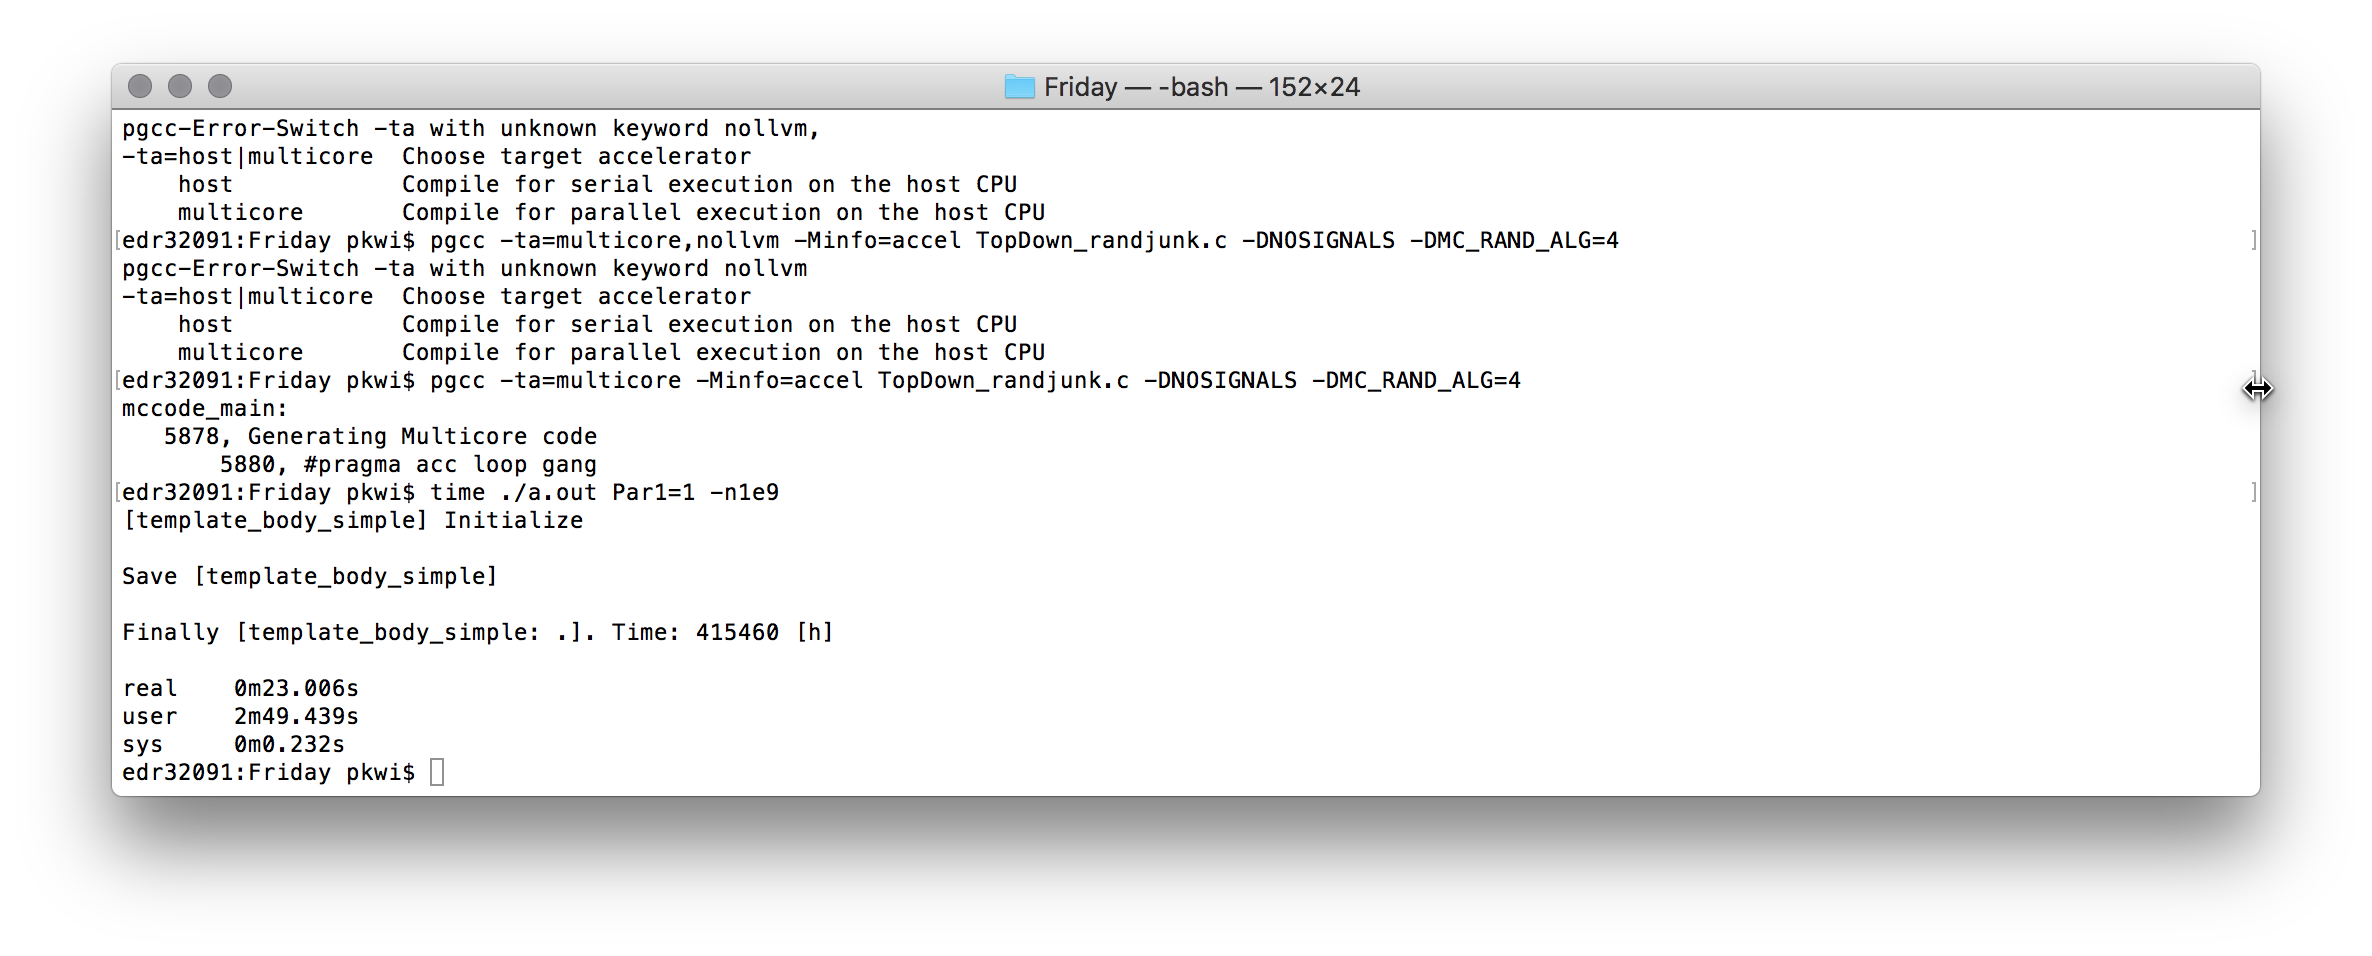 Friday — -bash — 152×24
pgcc-Error-Switch -ta with unknown keyword nollvm,
-ta=host|multicore  Choose target accelerator
    host            Compile for serial execution on the host CPU
    multicore       Compile for parallel execution on the host CPU
[edr32091:Friday pkwi$ pgcc -ta=multicore,nollvm -Minfo=accel TopDown_randjunk.c -DNOSIGNALS -DMC_RAND_ALG=4 ]
pgcc-Error-Switch -ta with unknown keyword nollvm
-ta=host|multicore  Choose target accelerator
    host            Compile for serial execution on the host CPU
    multicore       Compile for parallel execution on the host CPU
[edr32091:Friday pkwi$ pgcc -ta=multicore -Minfo=accel TopDown_randjunk.c -DNOSIGNALS -DMC_RAND_ALG=4 ]
mccode_main:
   5878, Generating Multicore code
       5880, #pragma acc loop gang
[edr32091:Friday pkwi$ time ./a.out Par1=1 -n1e9 ]
[template_body_simple] Initialize

Save [template_body_simple]

Finally [template_body_simple: .]. Time: 415460 [h]

real    0m23.006s
user    2m49.439s
sys     0m0.232s
edr32091:Friday pkwi$